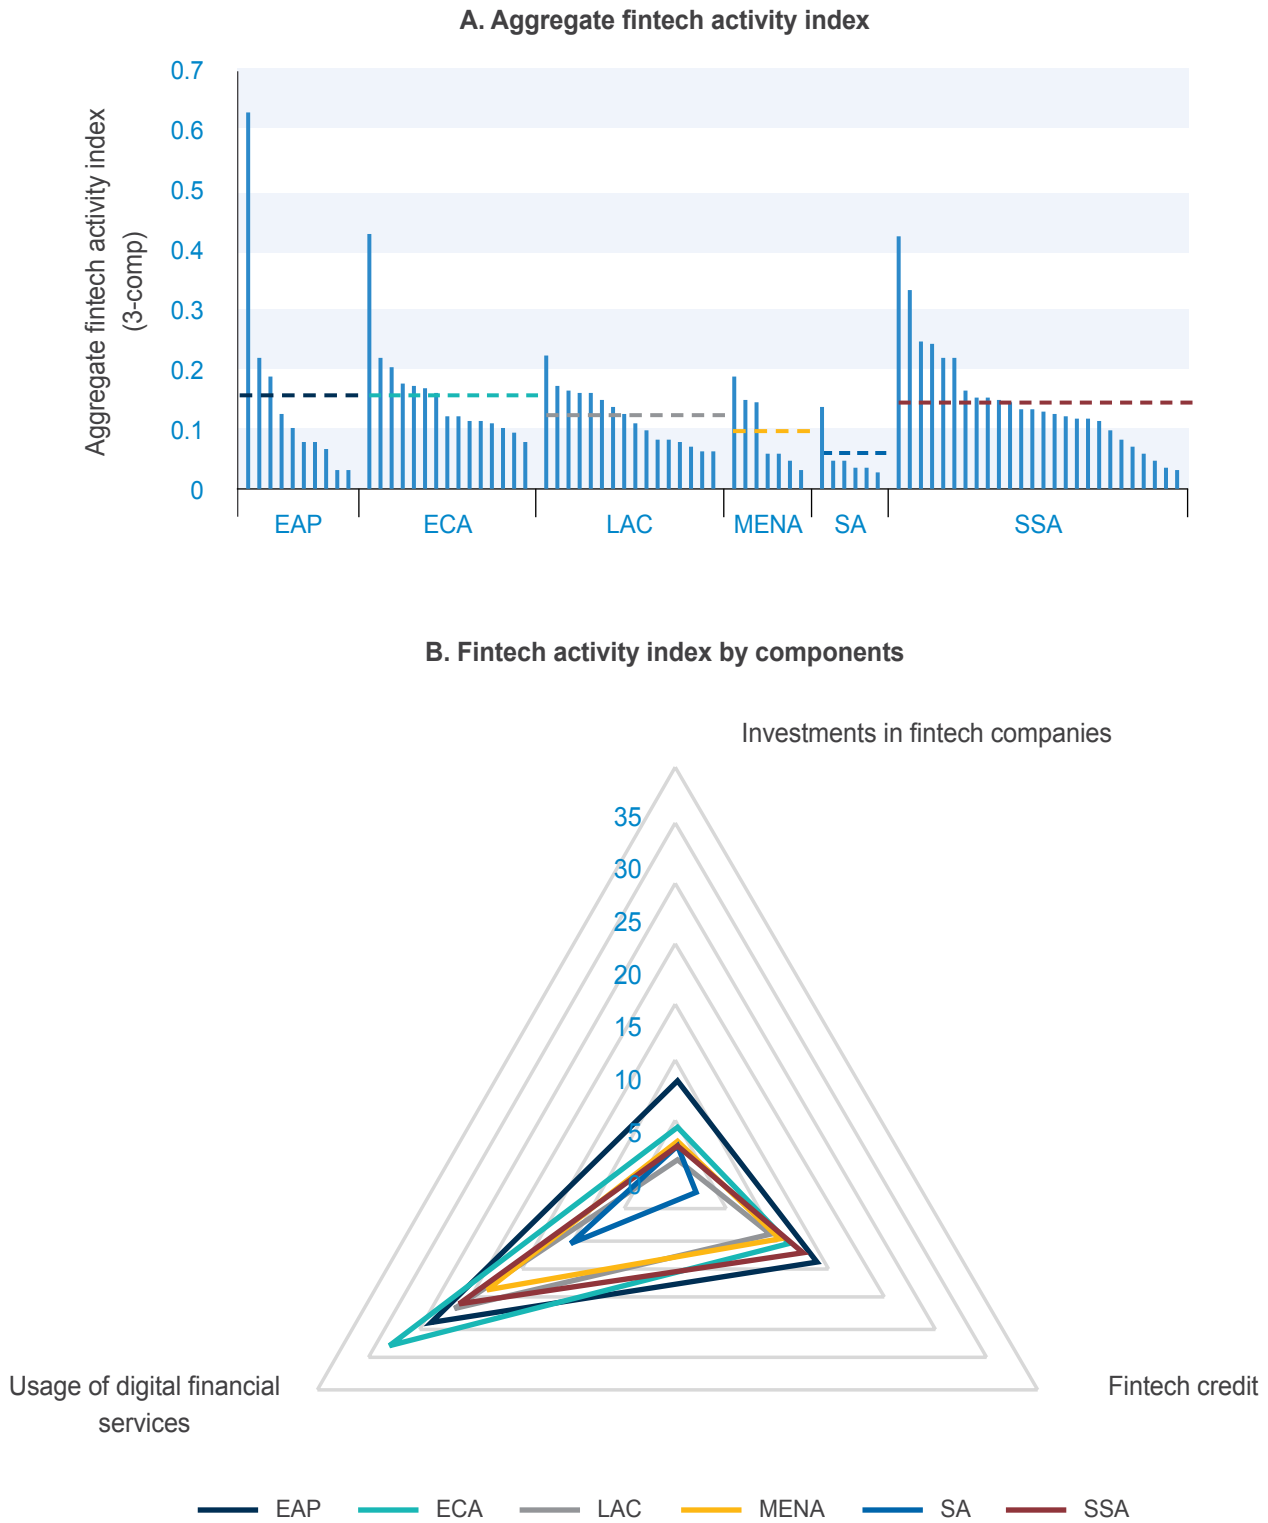 A. Aggregate fintech activity index
Aggregate fintech activity index
(3-comp)
0.7
0.6
0.5
0.4
0.3
0.2
0.1
0
EAP
ECA
LAC
MENA
SA
SSA
B. Fintech activity index by components
Investments in fintech companies
35
30
25
20
15
10
5
0
Usage of digital financial
services
Fintech credit
EAP
ECA
LAC
MENA
SA
SSA